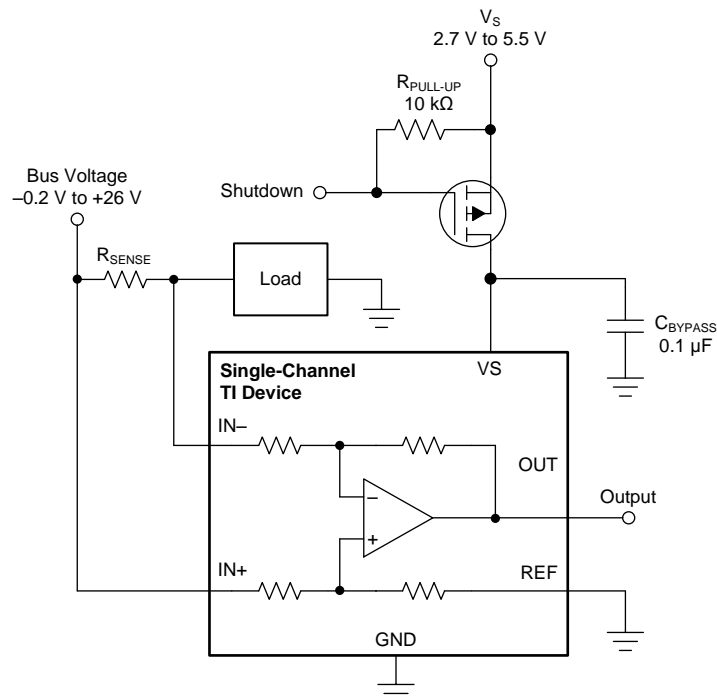 V_S
2.7 V to 5.5 V
R_PULL-UP
10 kΩ
Bus Voltage
–0.2 V to +26 V
Shutdown
R_SENSE
Load
C_BYPASS
0.1 µF
Single-Channel
TI Device
VS
IN–
OUT
–
Output
+
IN+
REF
GND